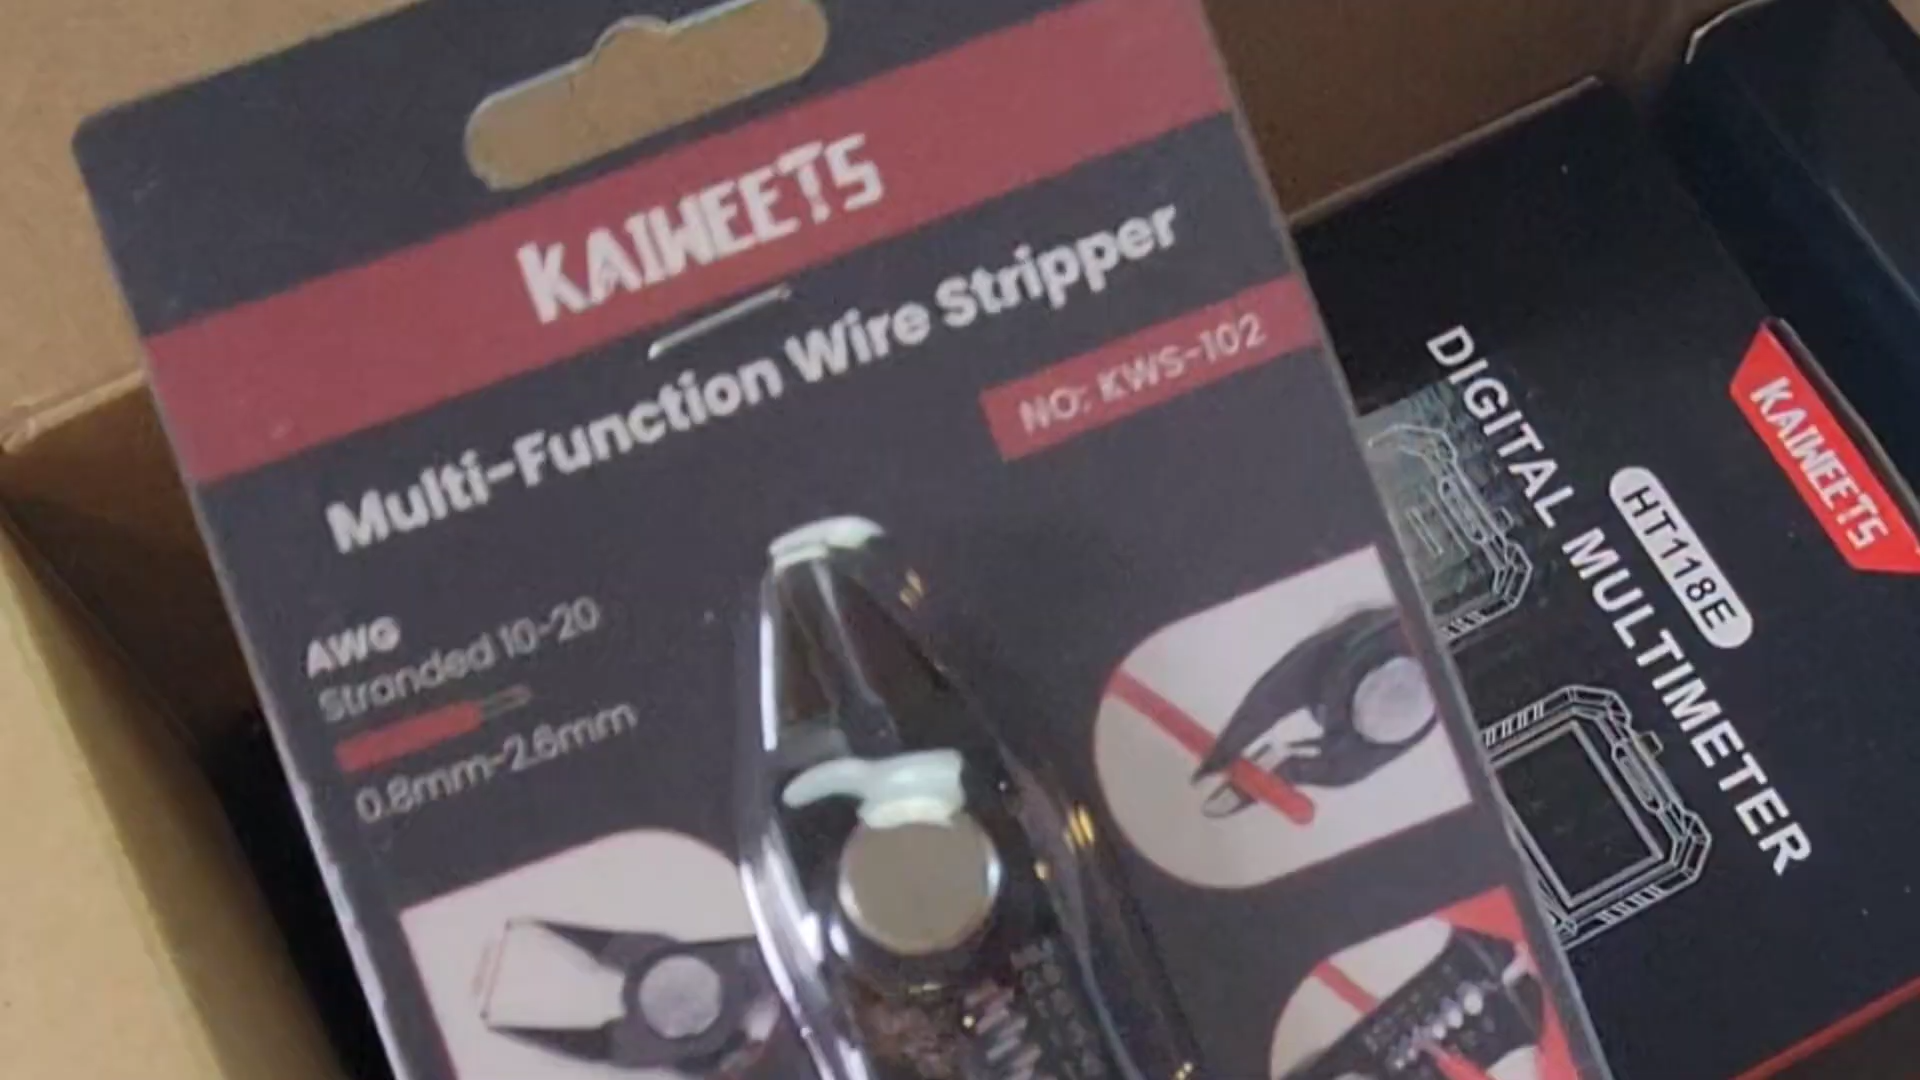 KAIWEETS
Multi-Function Wire Stripper
NO: KWS-102
AWG
Stranded 10-20
0.8mm-2.6mm
KAIWEETS
HT118E
DIGITAL MULTIMETER